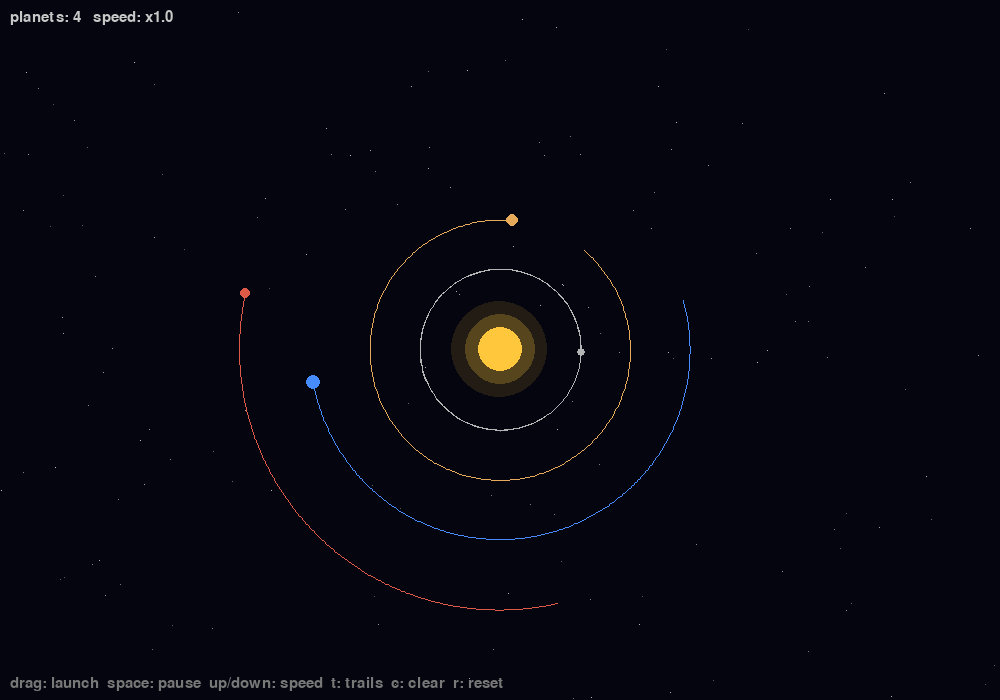 planets: 4 speed: x1.0
drag: launch space: pause up/down: speed t: trails c: clear r: reset